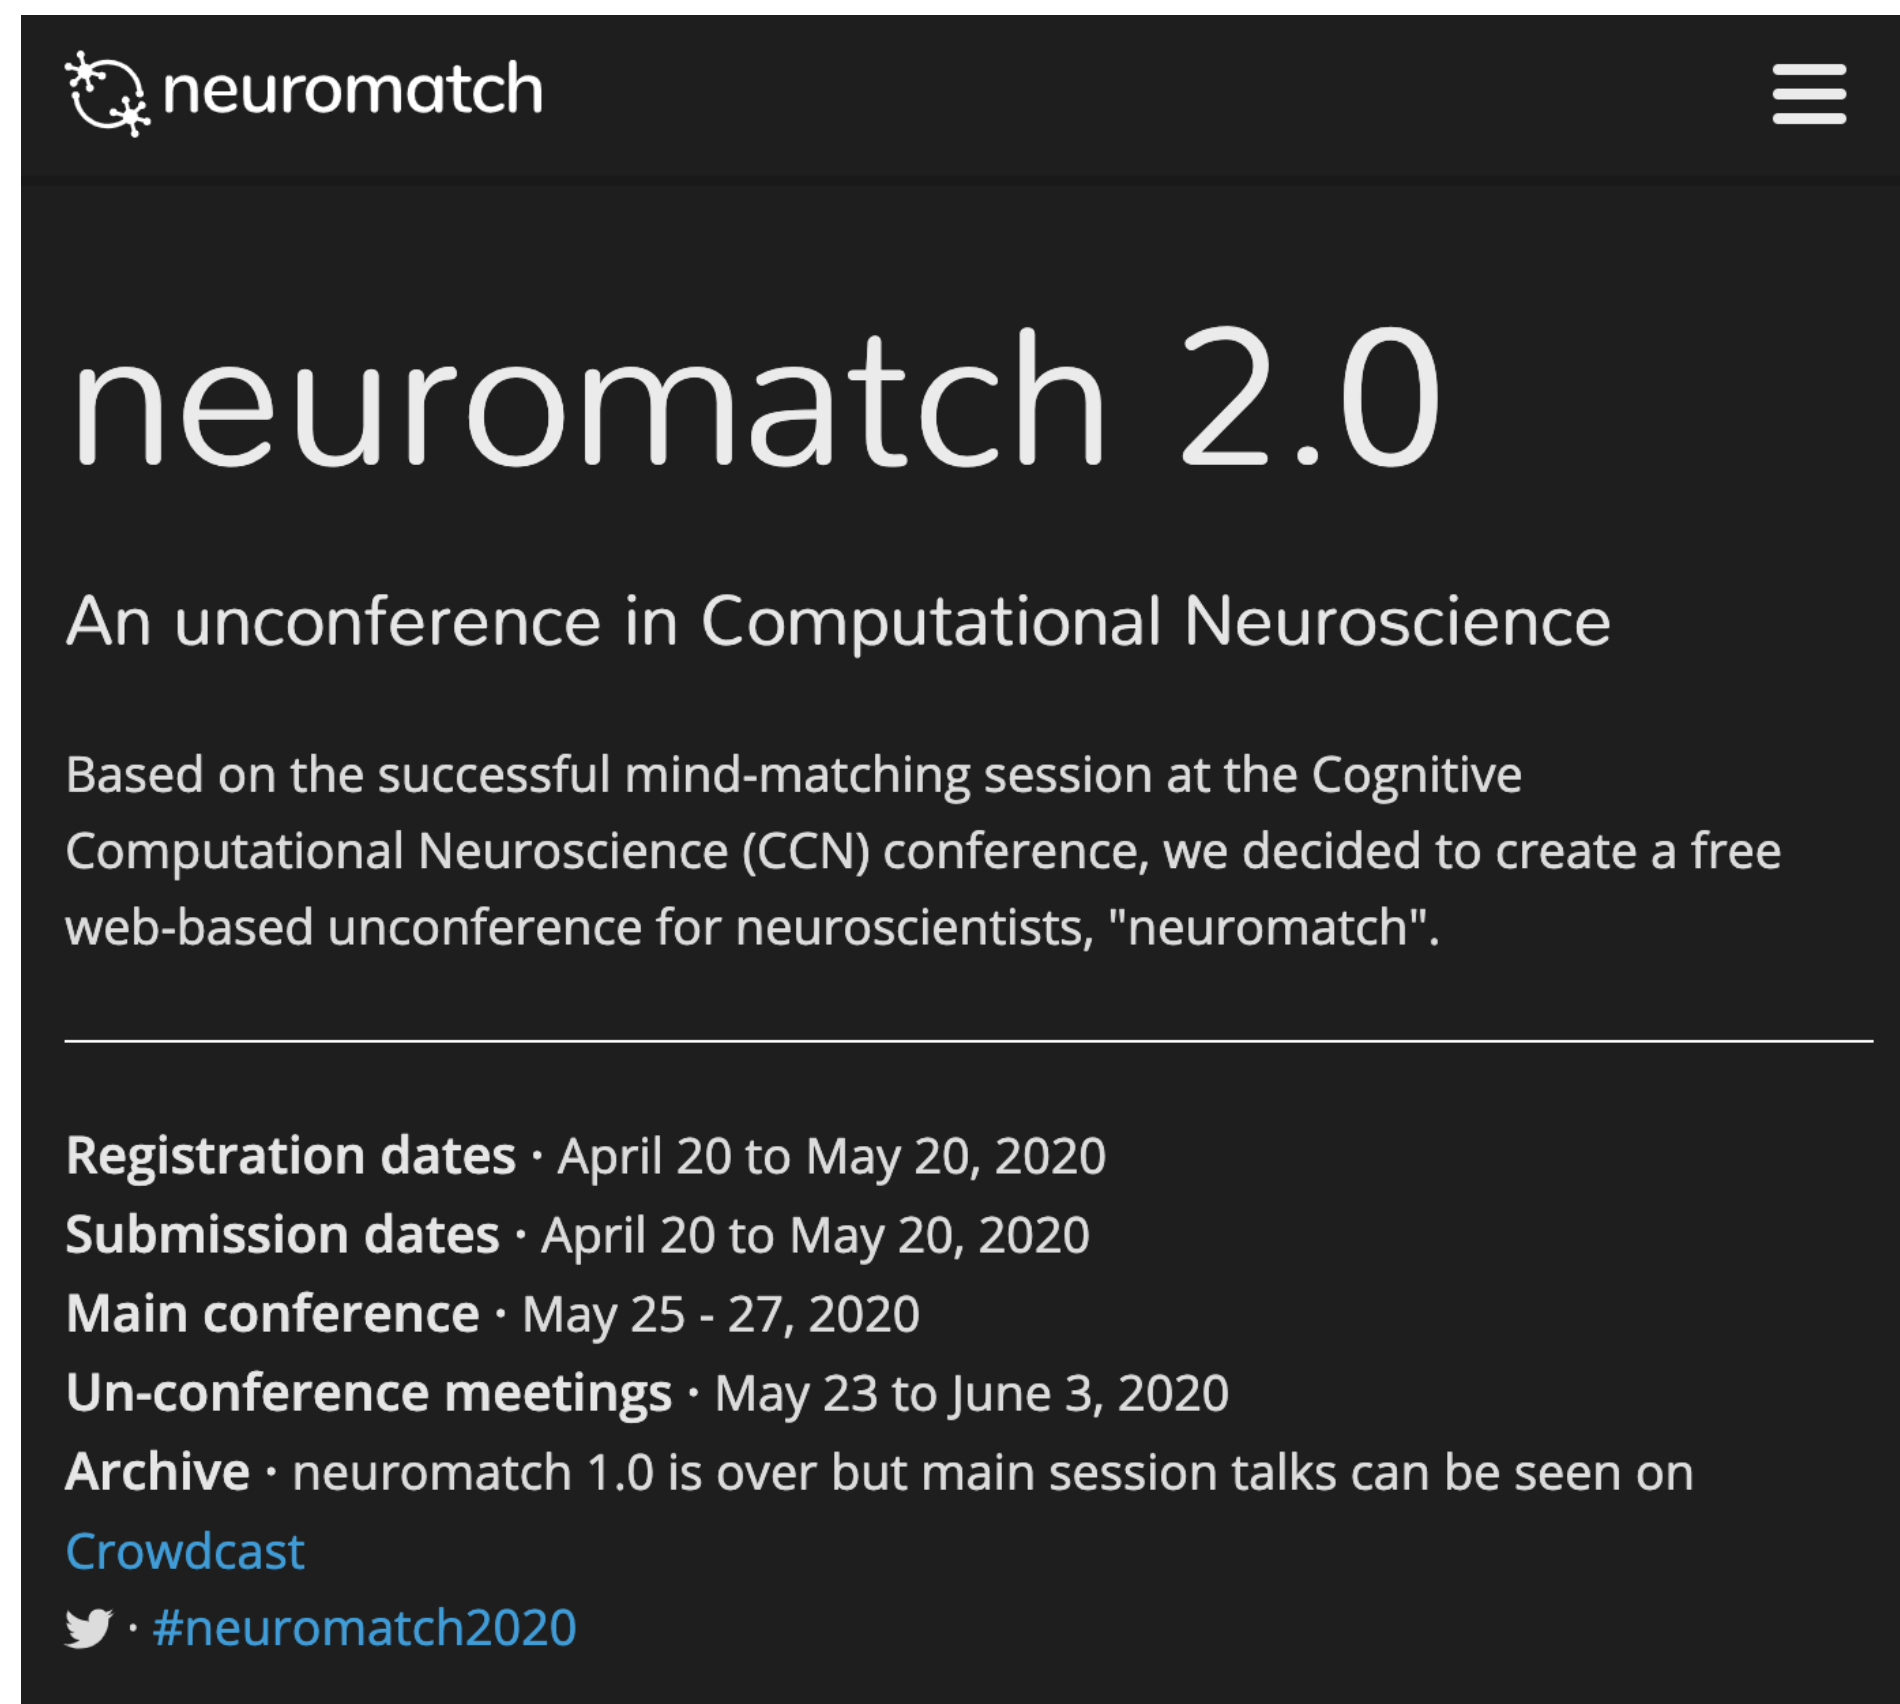 neuromatch
neuromatch 2.0
An unconference in Computational Neuroscience
Based on the successful mind-matching session at the Cognitive
Computational Neuroscience (CCN) conference, we decided to create a free
web-based unconference for neuroscientists, "neuromatch".
Registration dates · April 20 to May 20, 2020
Submission dates · April 20 to May 20, 2020
Main conference · May 25 - 27, 2020
Un-conference meetings · May 23 to June 3, 2020
Archive · neuromatch 1.0 is over but main session talks can be seen on
Crowdcast
· #neuromatch2020